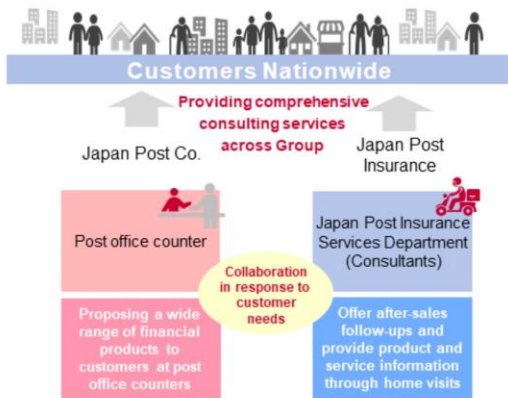 Customers Nationwide
Providing comprehensive
consulting services
across Group
Japan Post Co.
Japan Post
Insurance
Post office counter
Japan Post Insurance
Services Department
(Consultants)
Collaboration
in response to
customer
needs
Proposing a wide
range of financial
products to
customers at post
office counters
Offer after-sales
follow-ups and
provide product and
service information
through home visits